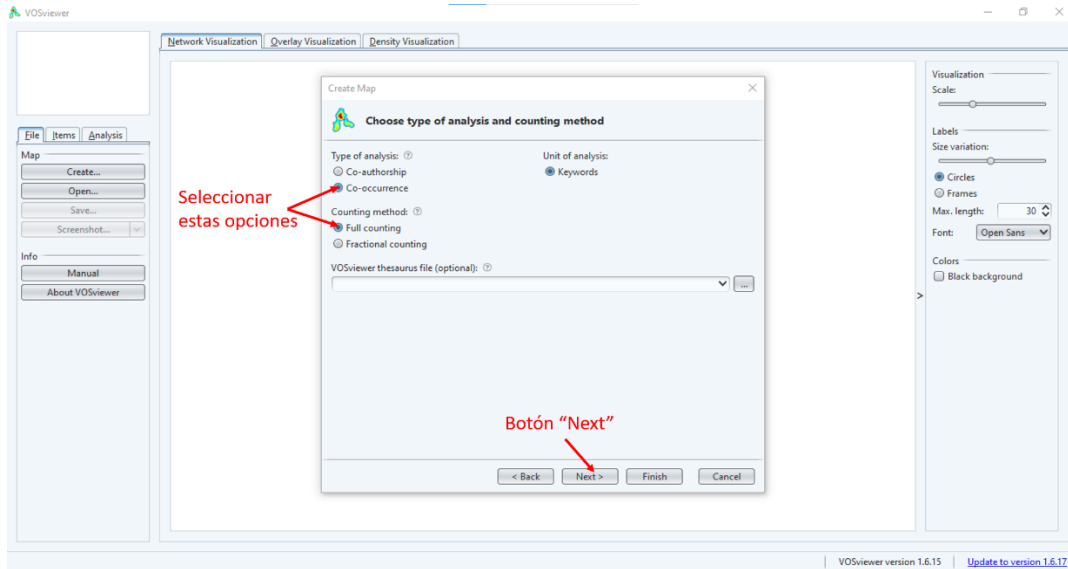 VOSviewer
Network Visualization Overlay Visualization Density Visualization
File Items Analysis
Map
Create...
Open...
Save...
Screenshot...
Info
Manual
About VOSviewer
Create Map
Choose type of analysis and counting method
Type of analysis:
Co-authorship
Co-occurrence
Unit of analysis:
Keywords
Counting method:
Full counting
Fractional counting
VOSviewer thesaurus file (optional):
...
Seleccionar
estas opciones
Botón “Next”
< Back Next > Finish Cancel
Visualization
Scale:
Labels
Size variation:
Circles
Frames
Max. length: 30
Font: Open Sans
Colors
Black background
>
VOSviewer version 1.6.15 Update to version 1.6.17